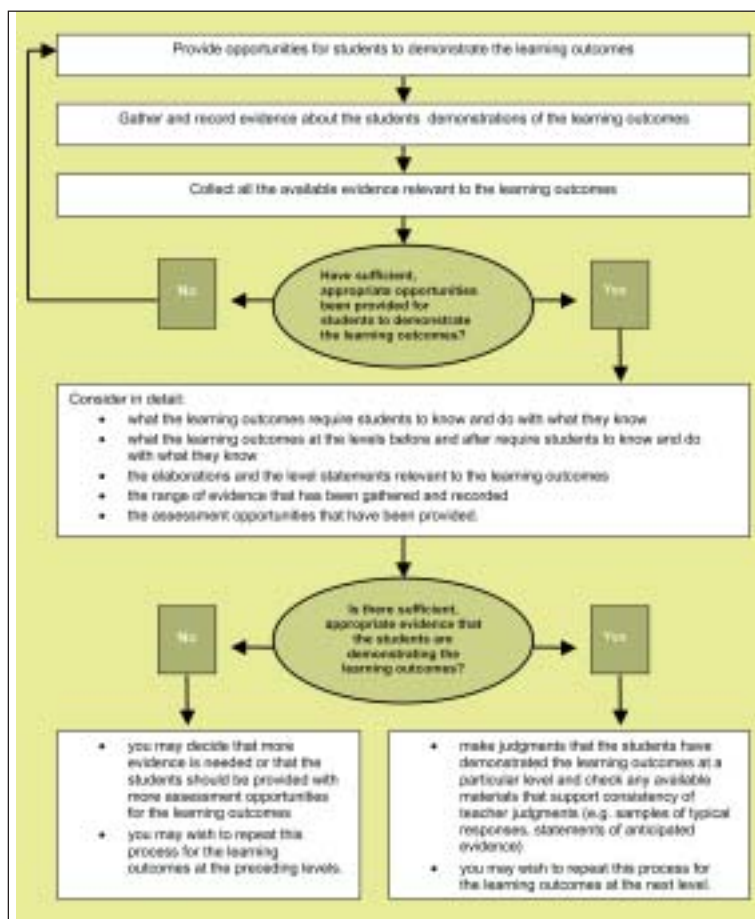 Provide opportunities for students to demonstrate the learning outcomes
Gather and record evidence about the students demonstrations of the learning outcomes
Collect all the available evidence relevant to the learning outcomes
No
Have sufficient,
appropriate opportunities
been provided for
students to demonstrate
the learning outcomes?
Yes
Consider in detail:
• what the learning outcomes require students to know and do with what they know
• what the learning outcomes at the levels before and after require students to know and do
with what they know
• the elaborations and the level statements relevant to the learning outcomes
• the range of evidence that has been gathered and recorded
• the assessment opportunities that have been provided.
No
Is there sufficient,
appropriate evidence that
the students are
demonstrating the
learning outcomes?
Yes
• you may decide that more
evidence is needed or that the
students should be provided with
more assessment opportunities
for the learning outcomes
• you may wish to repeat this
process for the learning
outcomes at the preceding levels.
• make judgments that the students have
demonstrated the learning outcomes at a
particular level and check any available
materials that support consistency of
teacher judgments (e.g. samples of typical
responses, statements of anticipated
evidence)
• you may wish to repeat this process for
the learning outcomes at the next level.